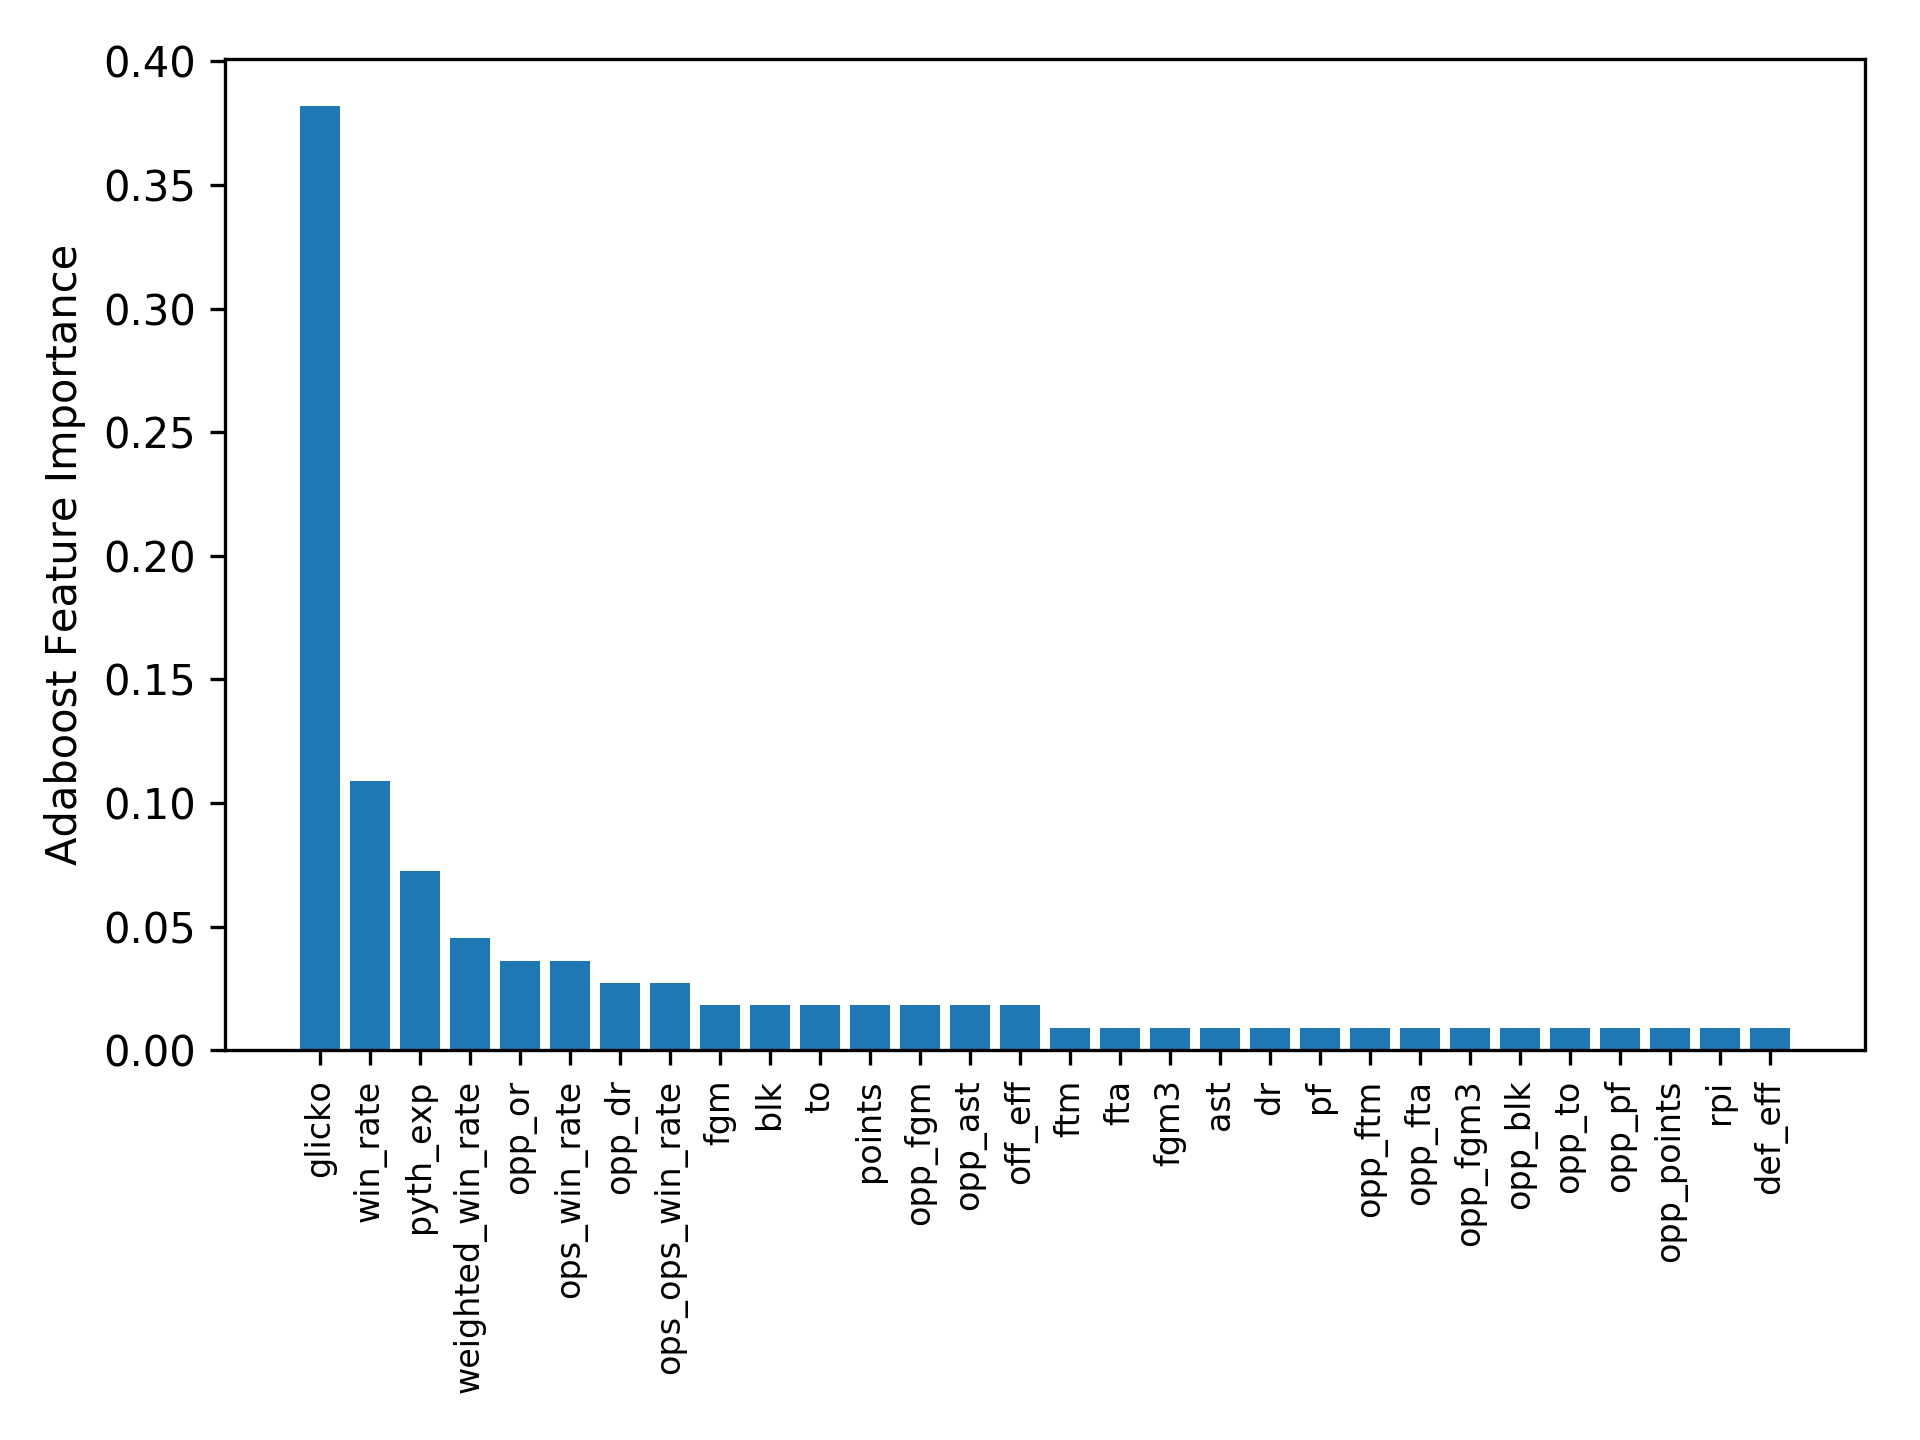 Adaboost Feature Importance
0.40
0.35
0.30
0.25
0.20
0.15
0.10
0.05
0.00
glicko
win_rate
pyth_exp
weighted_win_rate
opp_or
ops_win_rate
opp_dr
ops_ops_win_rate
fgm
blk
to
points
opp_fgm
opp_ast
off_eff
ftm
fta
fgm3
ast
dr
pf
opp_ftm
opp_fta
opp_fgm3
opp_blk
opp_to
opp_pf
opp_points
rpi
def_eff